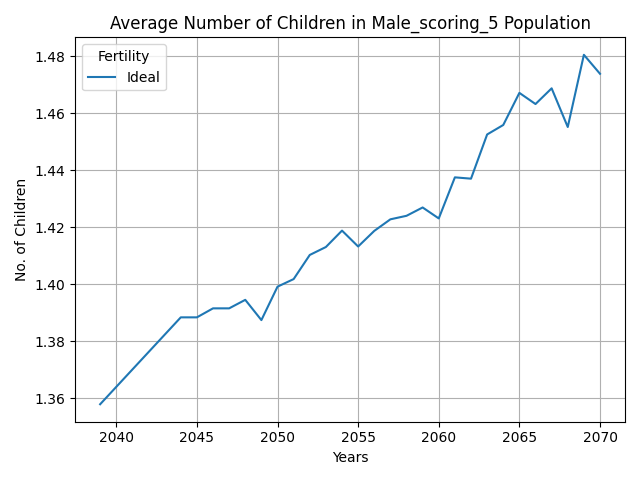 Average Number of Children in Male_scoring_5 Population
Fertility
Ideal
No. of Children
1.48
1.46
1.44
1.42
1.40
1.38
1.36
2040 2045 2050 2055 2060 2065 2070
Years